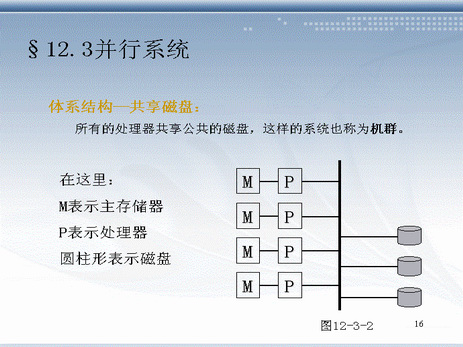 §12.3并行系统
体系结构—共享磁盘：
所有的处理器共享公共的磁盘，这样的系统也称为机群。
在这里：
M表示主存储器
P表示处理器
圆柱形表示磁盘
M P
M P
M P
M P
图12-3-2
16